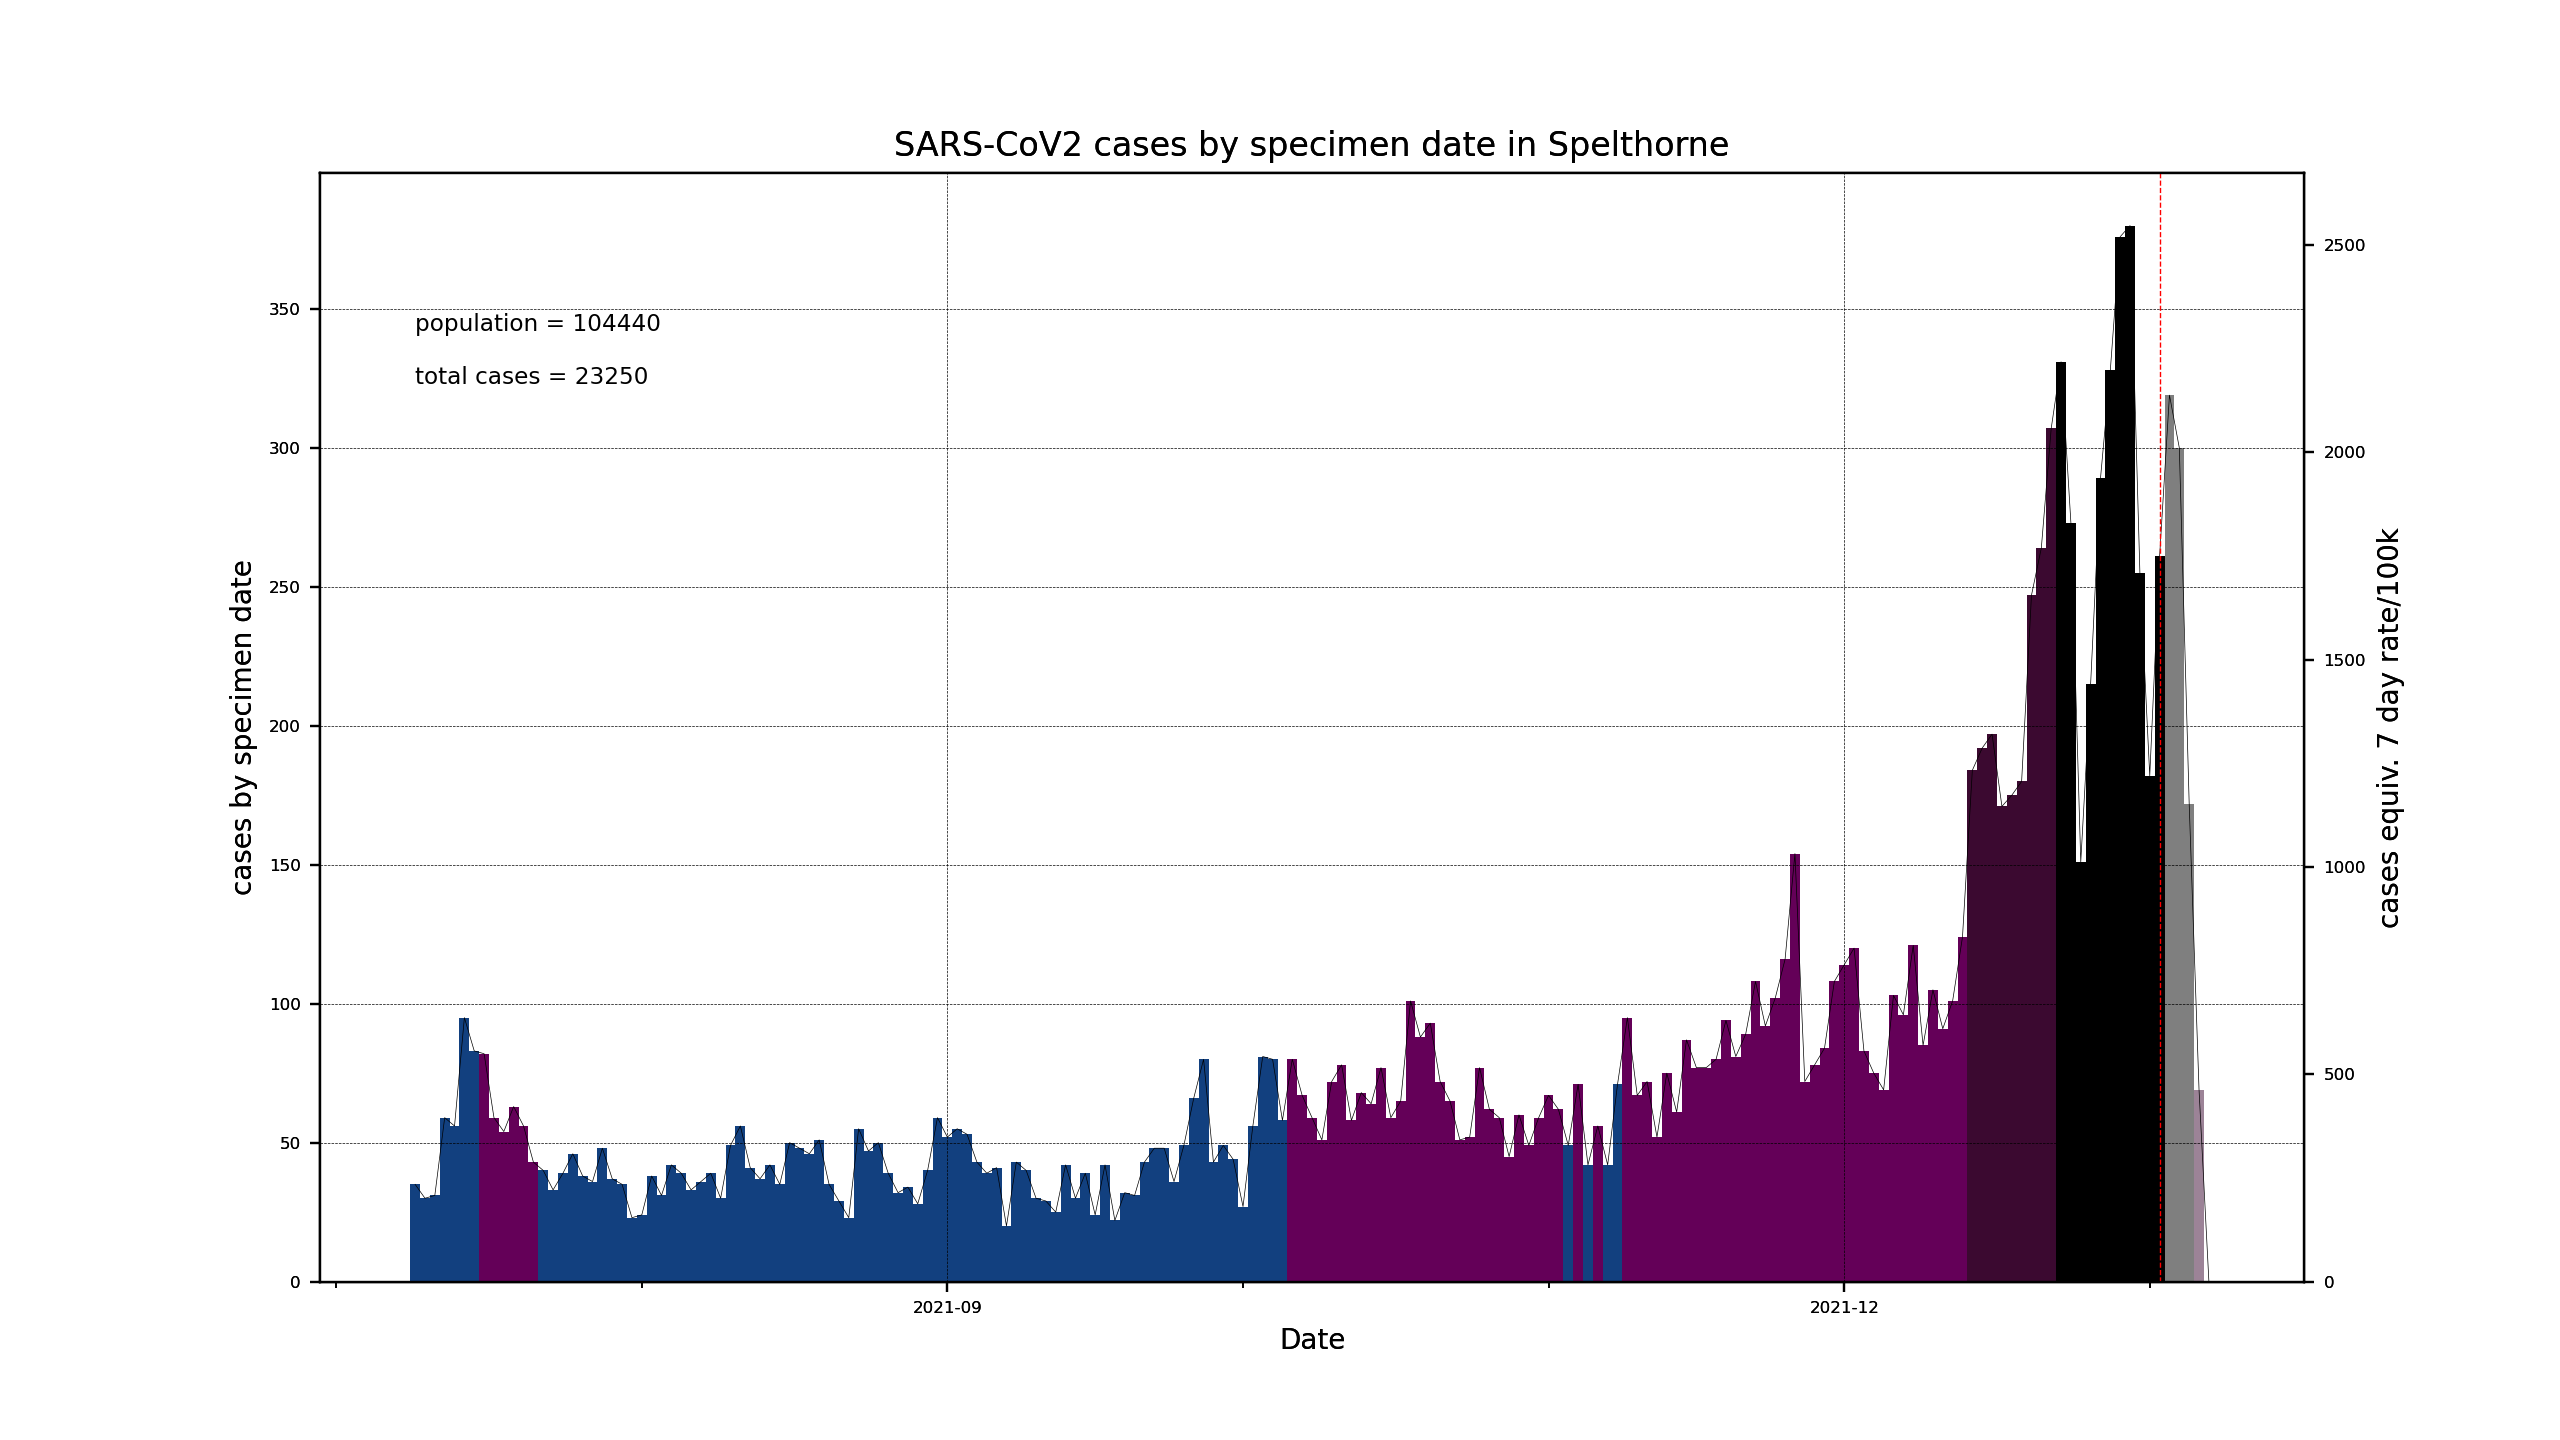 SARS-CoV2 cases by specimen date in Spelthorne
population = 104440
total cases = 23250
cases by specimen date
350
300
250
200
150
100
50
0
2500
2000
1500
1000
500
0
cases equiv. 7 day rate/100k
2021-09
2021-12
Date